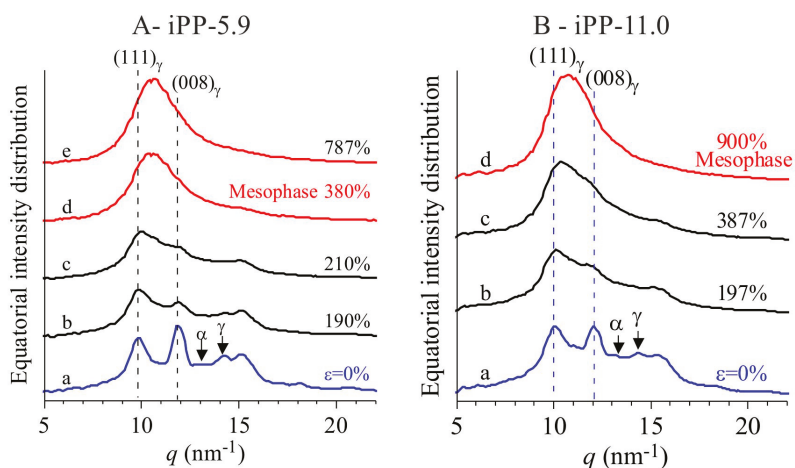 A- iPP-5.9
(111)γ
(008)γ
Equatorial intensity distribution
e
787%
d
Mesophase 380%
c
210%
b
190%
α
γ
a
ε=0%
5
10
15
20
q (nm⁻¹)
B - iPP-11.0
(111)γ
(008)γ
Equatorial intensity distribution
d
900%
Mesophase
c
387%
b
197%
α
γ
a
ε=0%
5
10
15
20
q (nm⁻¹)